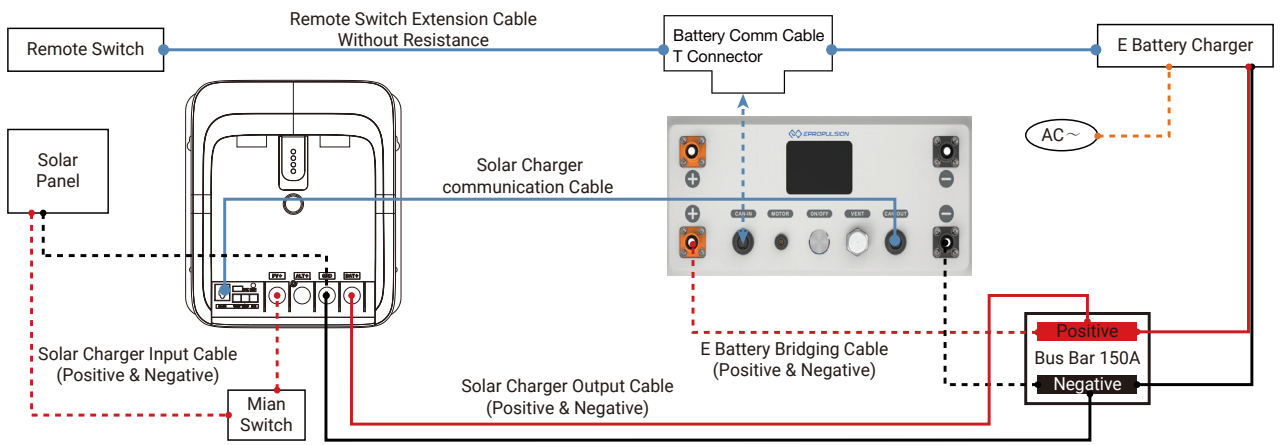 Remote Switch
Remote Switch Extension Cable
Without Resistance
Battery Comm Cable
T Connector
E Battery Charger
AC~
Solar
Panel
Solar Charger
communication Cable
EPROPULSION
CAN IN
MOTOR
ON/OFF
VERT
CAN OUT
PV+
ALT+
GND
BAT+
Solar Charger Input Cable
(Positive & Negative)
Mian
Switch
Solar Charger Output Cable
(Positive & Negative)
E Battery Bridging Cable
(Positive & Negative)
Positive
Bus Bar 150A
Negative